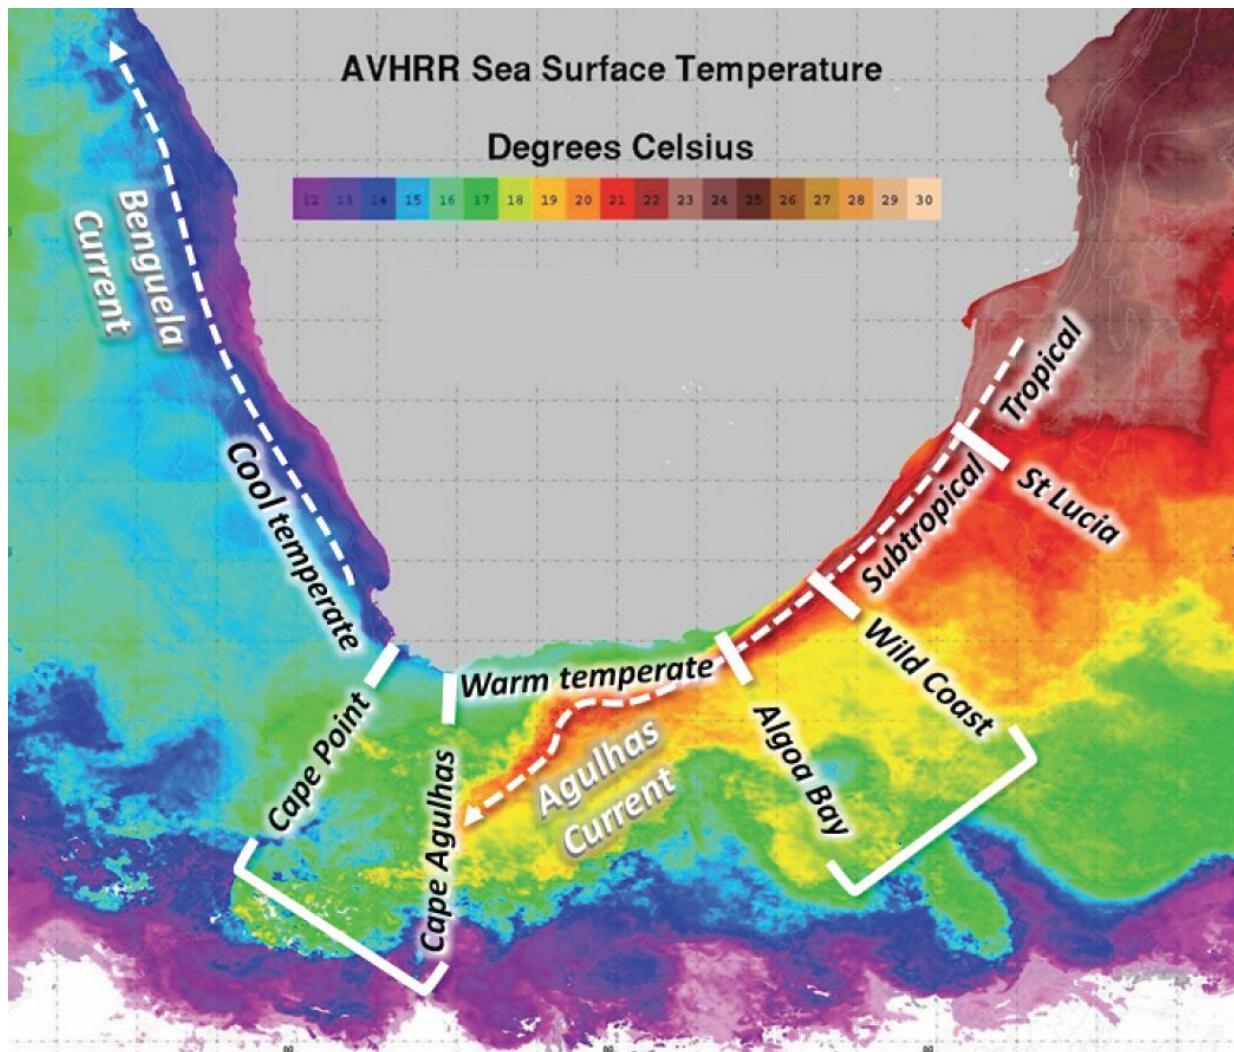 AVHRR Sea Surface Temperature
Degrees Celsius
12 13 14 15 16 17 18 19 20 21 22 23 24 25 26 27 28 29 30
Benguela
Current
Cool temperate
Tropical
St Lucia
Subtropical
Wild Coast
Warm temperate
Algoa Bay
Agulhas
Current
Cape Point
Cape Agulhas